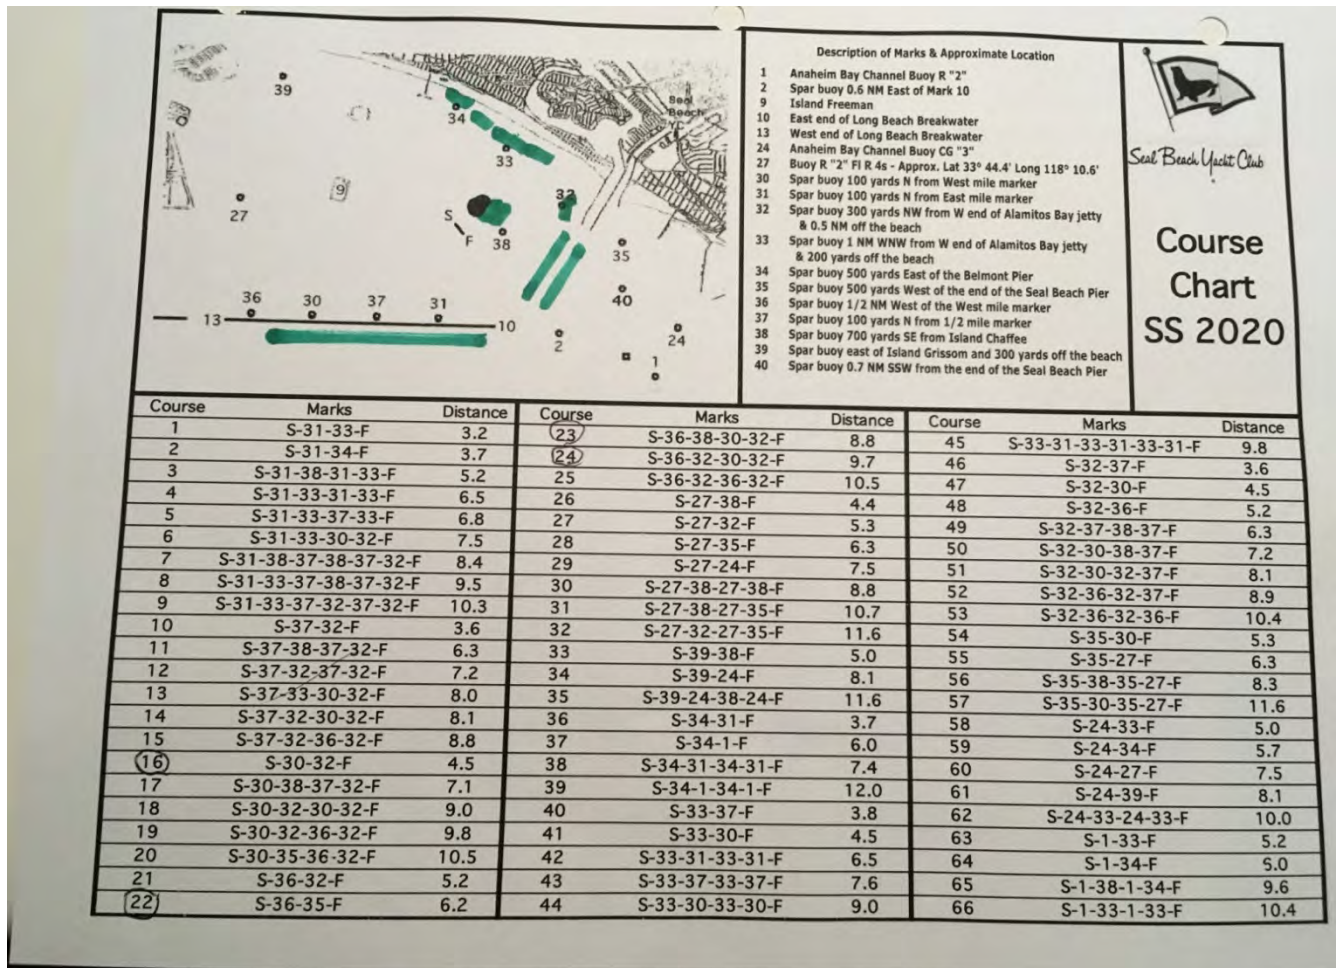 39
34
33
9
27
32
S
F
38
35
40
36 30 37 31
13
10
2
24
1
Seal
Beach
YC
Description of Marks & Approximate Location
1 Anaheim Bay Channel Buoy R "2"
2 Spar buoy 0.6 NM East of Mark 10
9 Island Freeman
10 East end of Long Beach Breakwater
13 West end of Long Beach Breakwater
24 Anaheim Bay Channel Buoy CG "3"
27 Buoy R "2" Fl R 4s - Approx. Lat 33° 44.4' Long 118° 10.6'
30 Spar buoy 100 yards N from West mile marker
31 Spar buoy 100 yards N from East mile marker
32 Spar buoy 300 yards NW from W end of Alamitos Bay jetty
& 0.5 NM off the beach
33 Spar buoy 1 NM WNW from W end of Alamitos Bay jetty
& 200 yards off the beach
34 Spar buoy 500 yards East of the Belmont Pier
35 Spar buoy 500 yards West of the end of the Seal Beach Pier
36 Spar buoy 1/2 NM West of the West mile marker
37 Spar buoy 100 yards N from 1/2 mile marker
38 Spar buoy 700 yards SE from Island Chaffee
39 Spar buoy east of Island Grissom and 300 yards off the beach
40 Spar buoy 0.7 NM SSW from the end of the Seal Beach Pier
Seal Beach Yacht Club
Course
Chart
SS 2020
Course Marks Distance
1 S-31-33-F 3.2
2 S-31-34-F 3.7
3 S-31-38-31-33-F 5.2
4 S-31-33-31-33-F 6.5
5 S-31-33-37-33-F 6.8
6 S-31-33-30-32-F 7.5
7 S-31-38-37-38-37-32-F 8.4
8 S-31-33-37-38-37-32-F 9.5
9 S-31-33-37-32-37-32-F 10.3
10 S-37-32-F 3.6
11 S-37-38-37-32-F 6.3
12 S-37-32-37-32-F 7.2
13 S-37-33-30-32-F 8.0
14 S-37-32-30-32-F 8.1
15 S-37-32-36-32-F 8.8
16 S-30-32-F 4.5
17 S-30-38-37-32-F 7.1
18 S-30-32-30-32-F 9.0
19 S-30-32-36-32-F 9.8
20 S-30-35-36-32-F 10.5
21 S-36-32-F 5.2
22 S-36-35-F 6.2
Course Marks Distance
23 S-36-38-30-32-F 8.8
24 S-36-32-30-32-F 9.7
25 S-36-32-36-32-F 10.5
26 S-27-38-F 4.4
27 S-27-32-F 5.3
28 S-27-35-F 6.3
29 S-27-24-F 7.5
30 S-27-38-27-38-F 8.8
31 S-27-38-27-35-F 10.7
32 S-27-32-27-35-F 11.6
33 S-39-38-F 5.0
34 S-39-24-F 8.1
35 S-39-24-38-24-F 11.6
36 S-34-31-F 3.7
37 S-34-1-F 6.0
38 S-34-31-34-31-F 7.4
39 S-34-1-34-1-F 12.0
40 S-33-37-F 3.8
41 S-33-30-F 4.5
42 S-33-31-33-31-F 6.5
43 S-33-37-33-37-F 7.6
44 S-33-30-33-30-F 9.0
Course Marks Distance
45 S-33-31-33-31-33-31-F 9.8
46 S-32-37-F 3.6
47 S-32-30-F 4.5
48 S-32-36-F 5.2
49 S-32-37-38-37-F 6.3
50 S-32-30-38-37-F 7.2
51 S-32-30-32-37-F 8.1
52 S-32-36-32-37-F 8.9
53 S-32-36-32-36-F 10.4
54 S-35-30-F 5.3
55 S-35-27-F 6.3
56 S-35-38-35-27-F 8.3
57 S-35-30-35-27-F 11.6
58 S-24-33-F 5.0
59 S-24-34-F 5.7
60 S-24-27-F 7.5
61 S-24-39-F 8.1
62 S-24-33-24-33-F 10.0
63 S-1-33-F 5.2
64 S-1-34-F 5.0
65 S-1-38-1-34-F 9.6
66 S-1-33-1-33-F 10.4